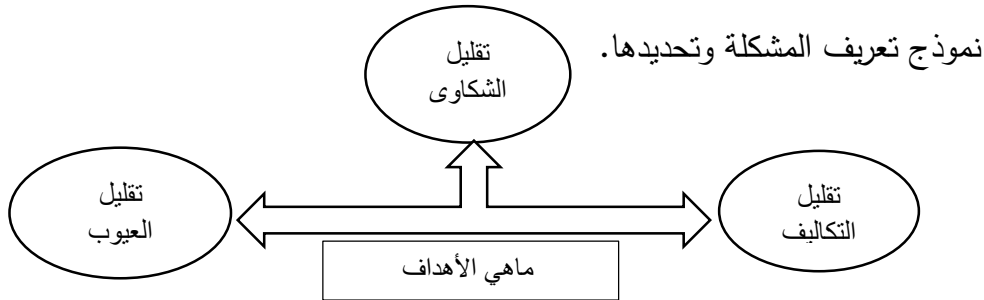 نموذج تعريف المشكلة وتحديدها.
تقليل
الشكاوى
تقليل
التكاليف
تقليل
العيوب
ماهي الأهداف